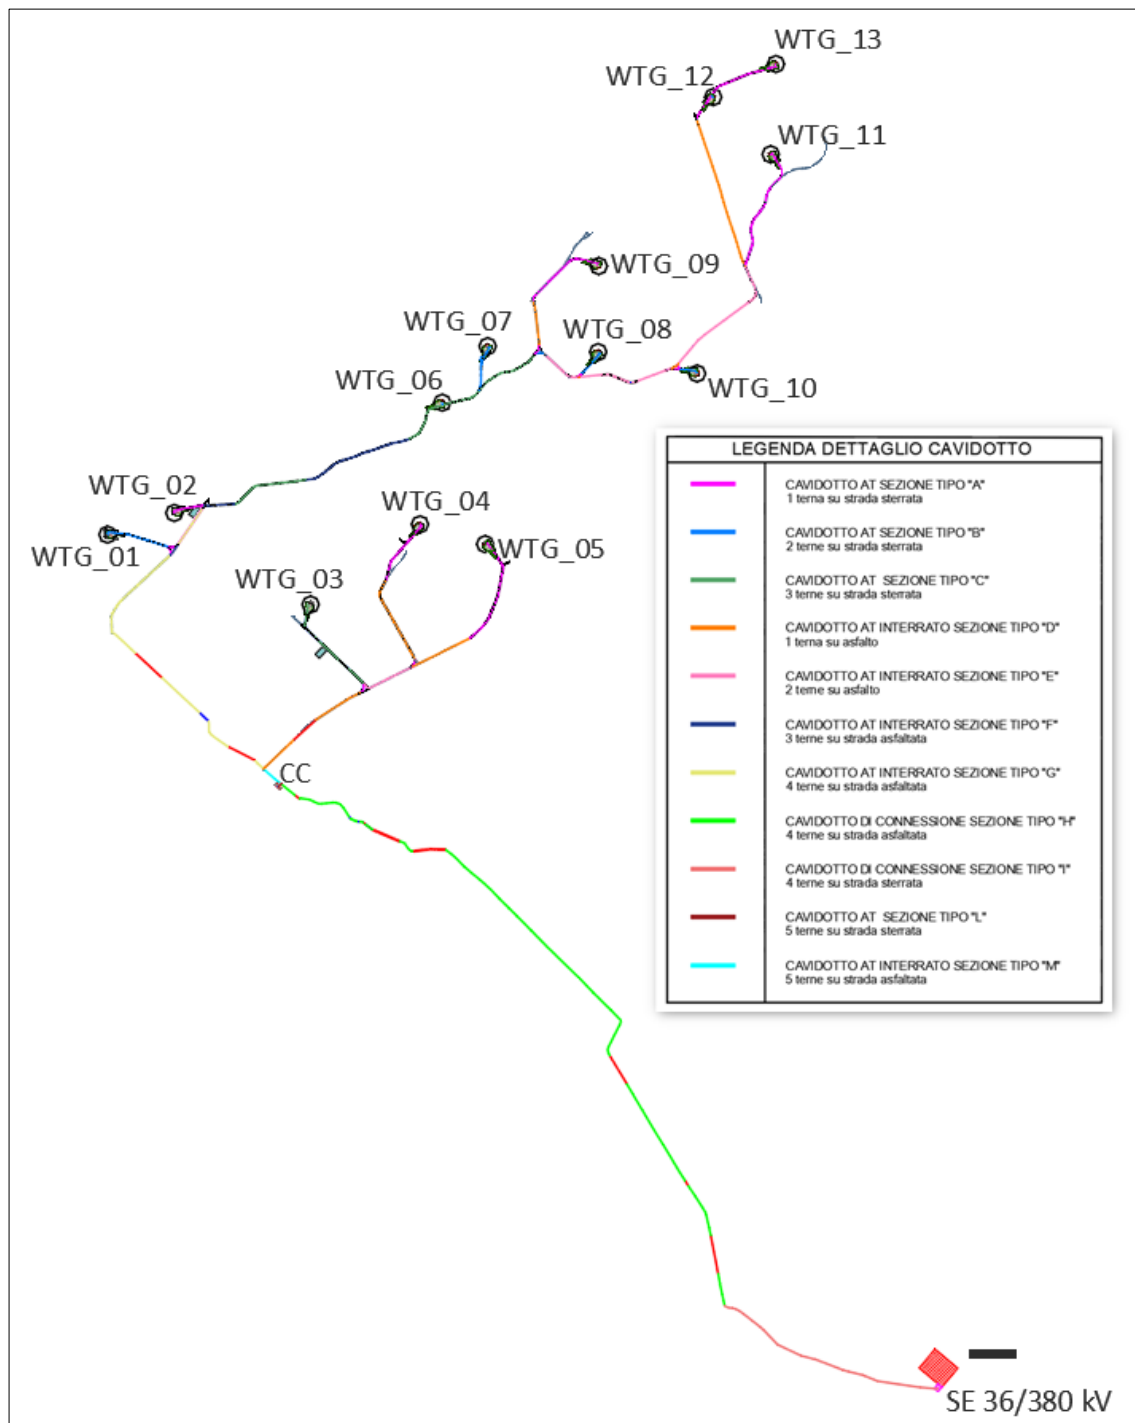 WTG_13
WTG_12
WTG_11
WTG_09
WTG_07
WTG_08
WTG_06
WTG_10
WTG_02
WTG_04
WTG_01
WTG_05
WTG_03
CC
LEGENDA DETTAGLIO CAVIDOTTO
CAVIDOTTO AT SEZIONE TIPO "A"
1 terna su strada sterrata
CAVIDOTTO AT SEZIONE TIPO "B"
2 terne su strada sterrata
CAVIDOTTO AT SEZIONE TIPO "C"
3 terne su strada sterrata
CAVIDOTTO AT INTERRATO SEZIONE TIPO "D"
1 terna su asfalto
CAVIDOTTO AT INTERRATO SEZIONE TIPO "E"
2 terne su asfalto
CAVIDOTTO AT INTERRATO SEZIONE TIPO "F"
3 terne su strada asfaltata
CAVIDOTTO AT INTERRATO SEZIONE TIPO "G"
4 terne su strada asfaltata
CAVIDOTTO DI CONNESSIONE SEZIONE TIPO "H"
4 terne su strada asfaltata
CAVIDOTTO DI CONNESSIONE SEZIONE TIPO "I"
4 terne su strada sterrata
CAVIDOTTO AT SEZIONE TIPO "L"
5 terne su strada sterrata
CAVIDOTTO AT INTERRATO SEZIONE TIPO "M"
5 terne su strada asfaltata
SE 36/380 kV